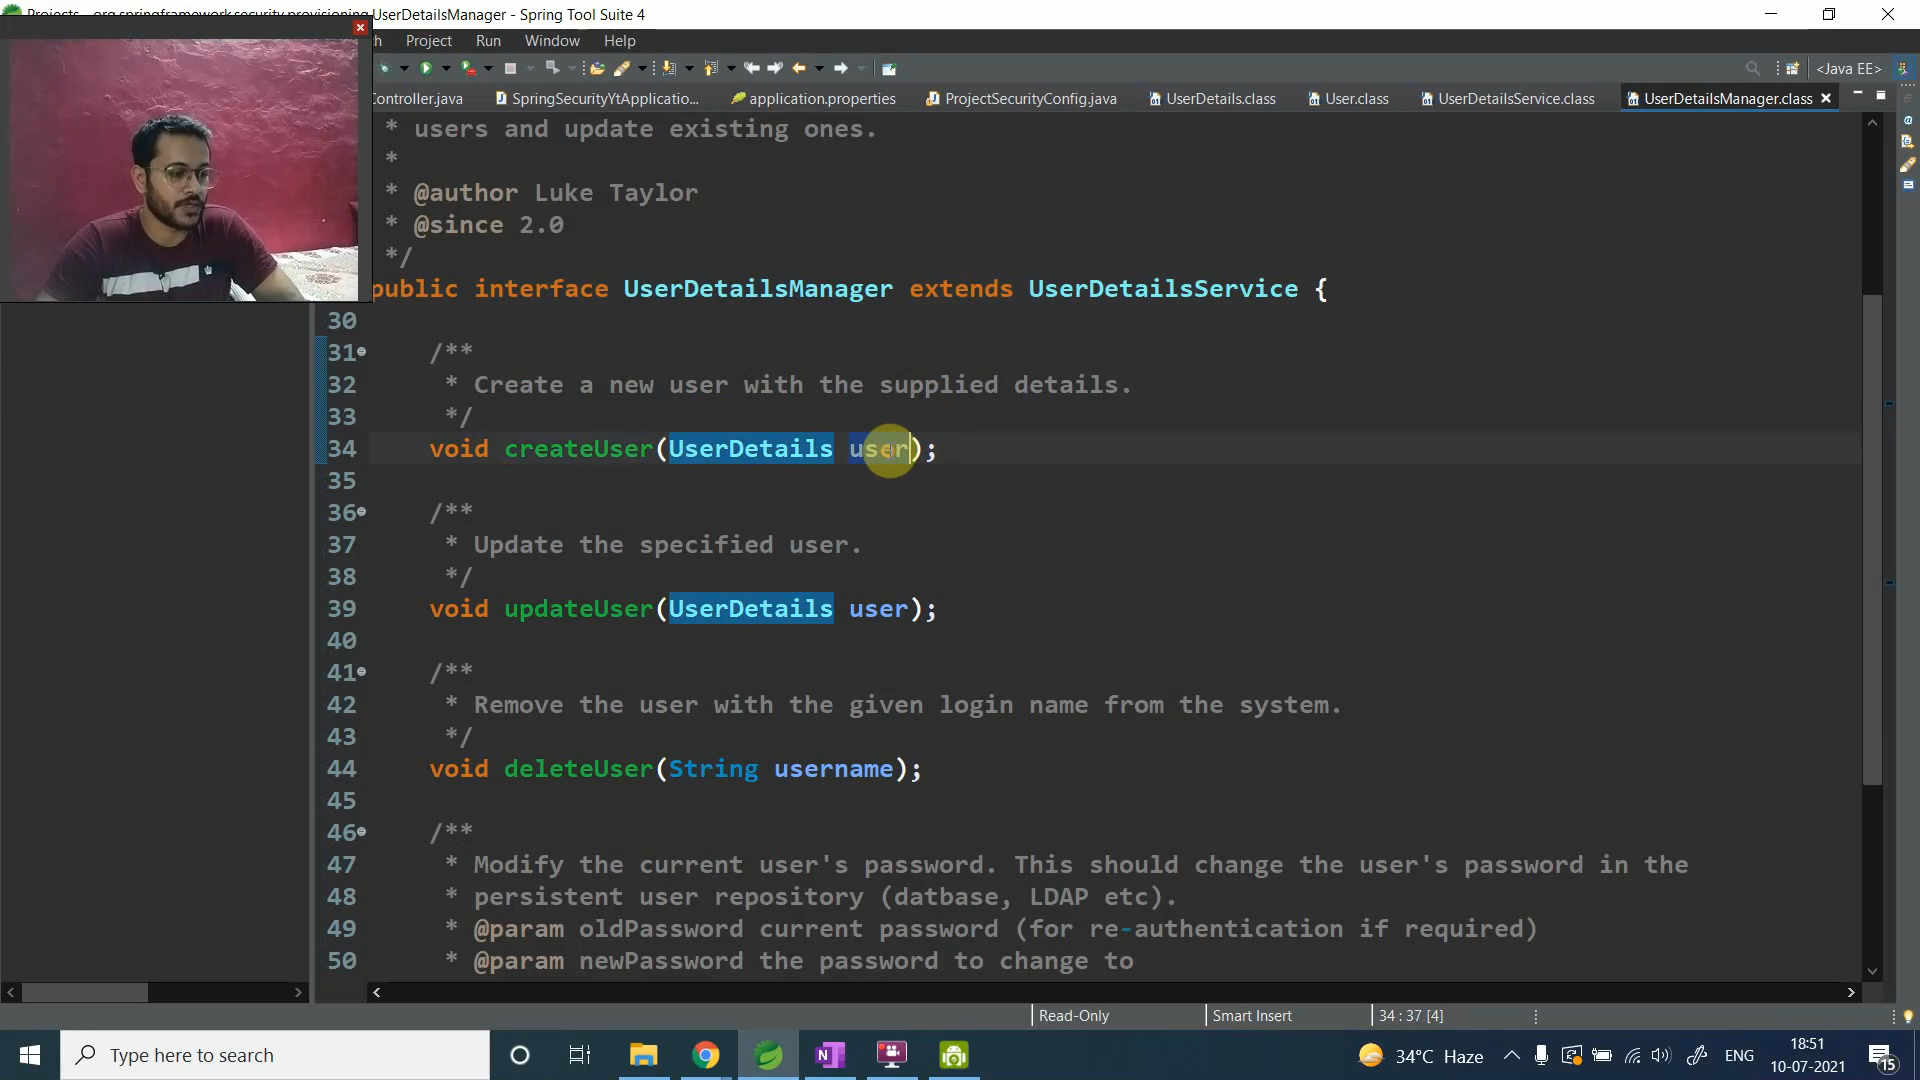 Projects - org.springframework.security.provisioning.UserDetailsManager - Spring Tool Suite 4
ch Project Run Window Help
<Java EE>
Controller.java SpringSecurityYtApplicatio... application.properties ProjectSecurityConfig.java UserDetails.class User.class UserDetailsService.class UserDetailsManager.class
* users and update existing ones.
*
* @author Luke Taylor
* @since 2.0
*/
public interface UserDetailsManager extends UserDetailsService {
30
31 /**
32 * Create a new user with the supplied details.
33 */
34 void createUser(UserDetails user);
35
36 /**
37 * Update the specified user.
38 */
39 void updateUser(UserDetails user);
40
41 /**
42 * Remove the user with the given login name from the system.
43 */
44 void deleteUser(String username);
45
46 /**
47 * Modify the current user's password. This should change the user's password in the
48 * persistent user repository (datbase, LDAP etc).
49 * @param oldPassword current password (for re-authentication if required)
50 * @param newPassword the password to change to
Read-Only Smart Insert 34 : 37 [4]
Type here to search
34°C Haze ENG 18:51
10-07-2021
15